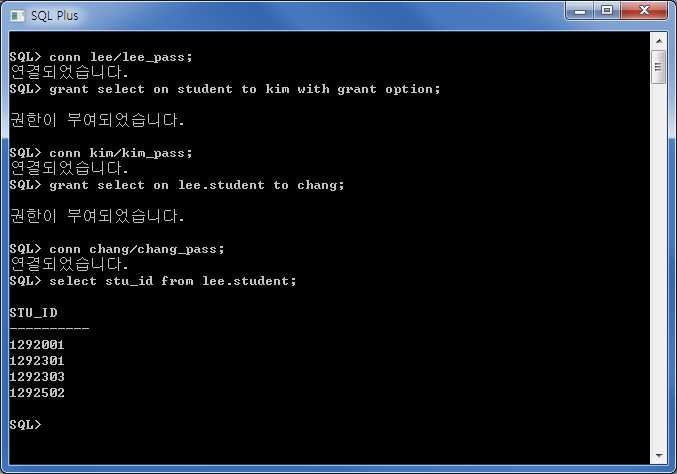 SQL Plus
SQL> conn lee/lee_pass;
연결되었습니다.
SQL> grant select on student to kim with grant option;
권한이 부여되었습니다.
SQL> conn kim/kim_pass;
연결되었습니다.
SQL> grant select on lee.student to chang;
권한이 부여되었습니다.
SQL> conn chang/chang_pass;
연결되었습니다.
SQL> select stu_id from lee.student;
STU_ID
----------
1292001
1292301
1292303
1292502
SQL>